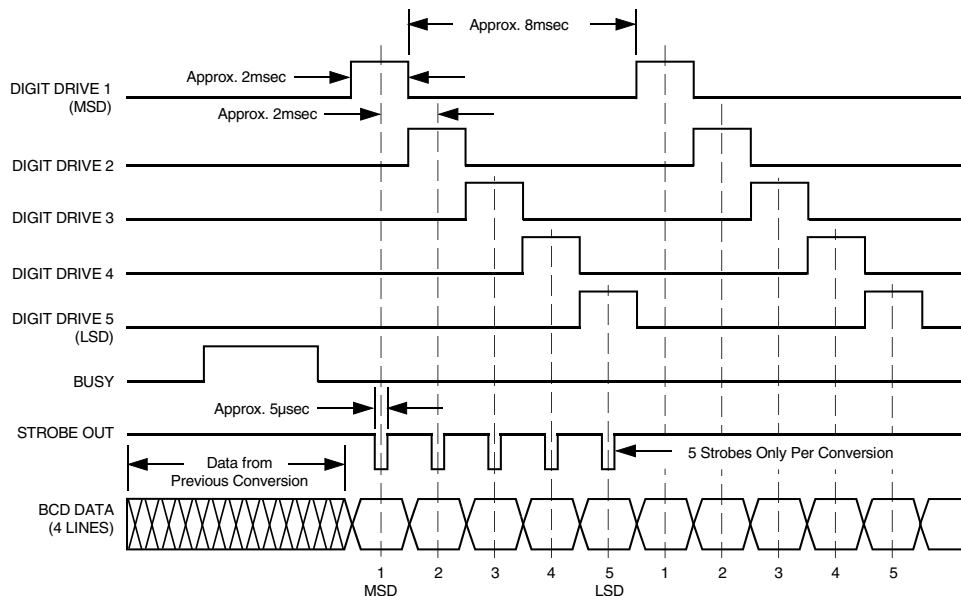 Approx. 8msec
Approx. 2msec
DIGIT DRIVE 1
(MSD)
Approx. 2msec
DIGIT DRIVE 2
DIGIT DRIVE 3
DIGIT DRIVE 4
DIGIT DRIVE 5
(LSD)
BUSY
Approx. 5µsec
STROBE OUT
5 Strobes Only Per Conversion
Data from
Previous Conversion
BCD DATA
(4 LINES)
1 2 3 4 5 1 2 3 4 5
MSD LSD